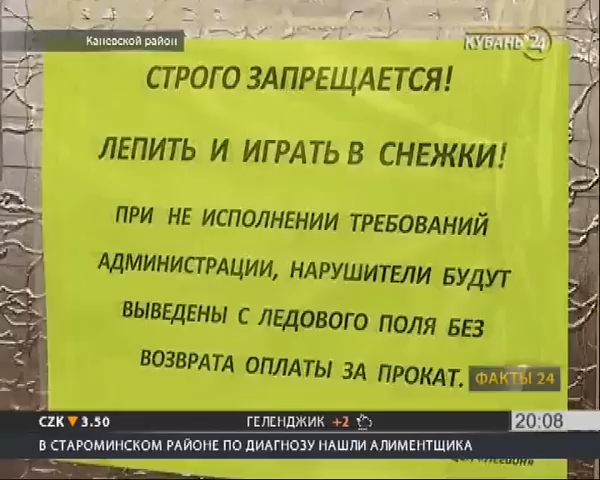 Каневской район
КУБАНЬ 24
СТРОГО ЗАПРЕЩАЕТСЯ!
ЛЕПИТЬ И ИГРАТЬ В СНЕЖКИ!
ПРИ НЕ ИСПОЛНЕНИИ ТРЕБОВАНИЙ
АДМИНИСТРАЦИИ, НАРУШИТЕЛИ БУДУТ
ВЫВЕДЕНЫ С ЛЕДОВОГО ПОЛЯ БЕЗ
ВОЗВРАТА ОПЛАТЫ ЗА ПРОКАТ.
ФАКТЫ 24
CZK ▼ 3.50 ГЕЛЕНДЖИК +2 20:08
В СТАРОМИНСКОМ РАЙОНЕ ПО ДИАГНОЗУ НАШЛИ АЛИМЕНТЩИКА